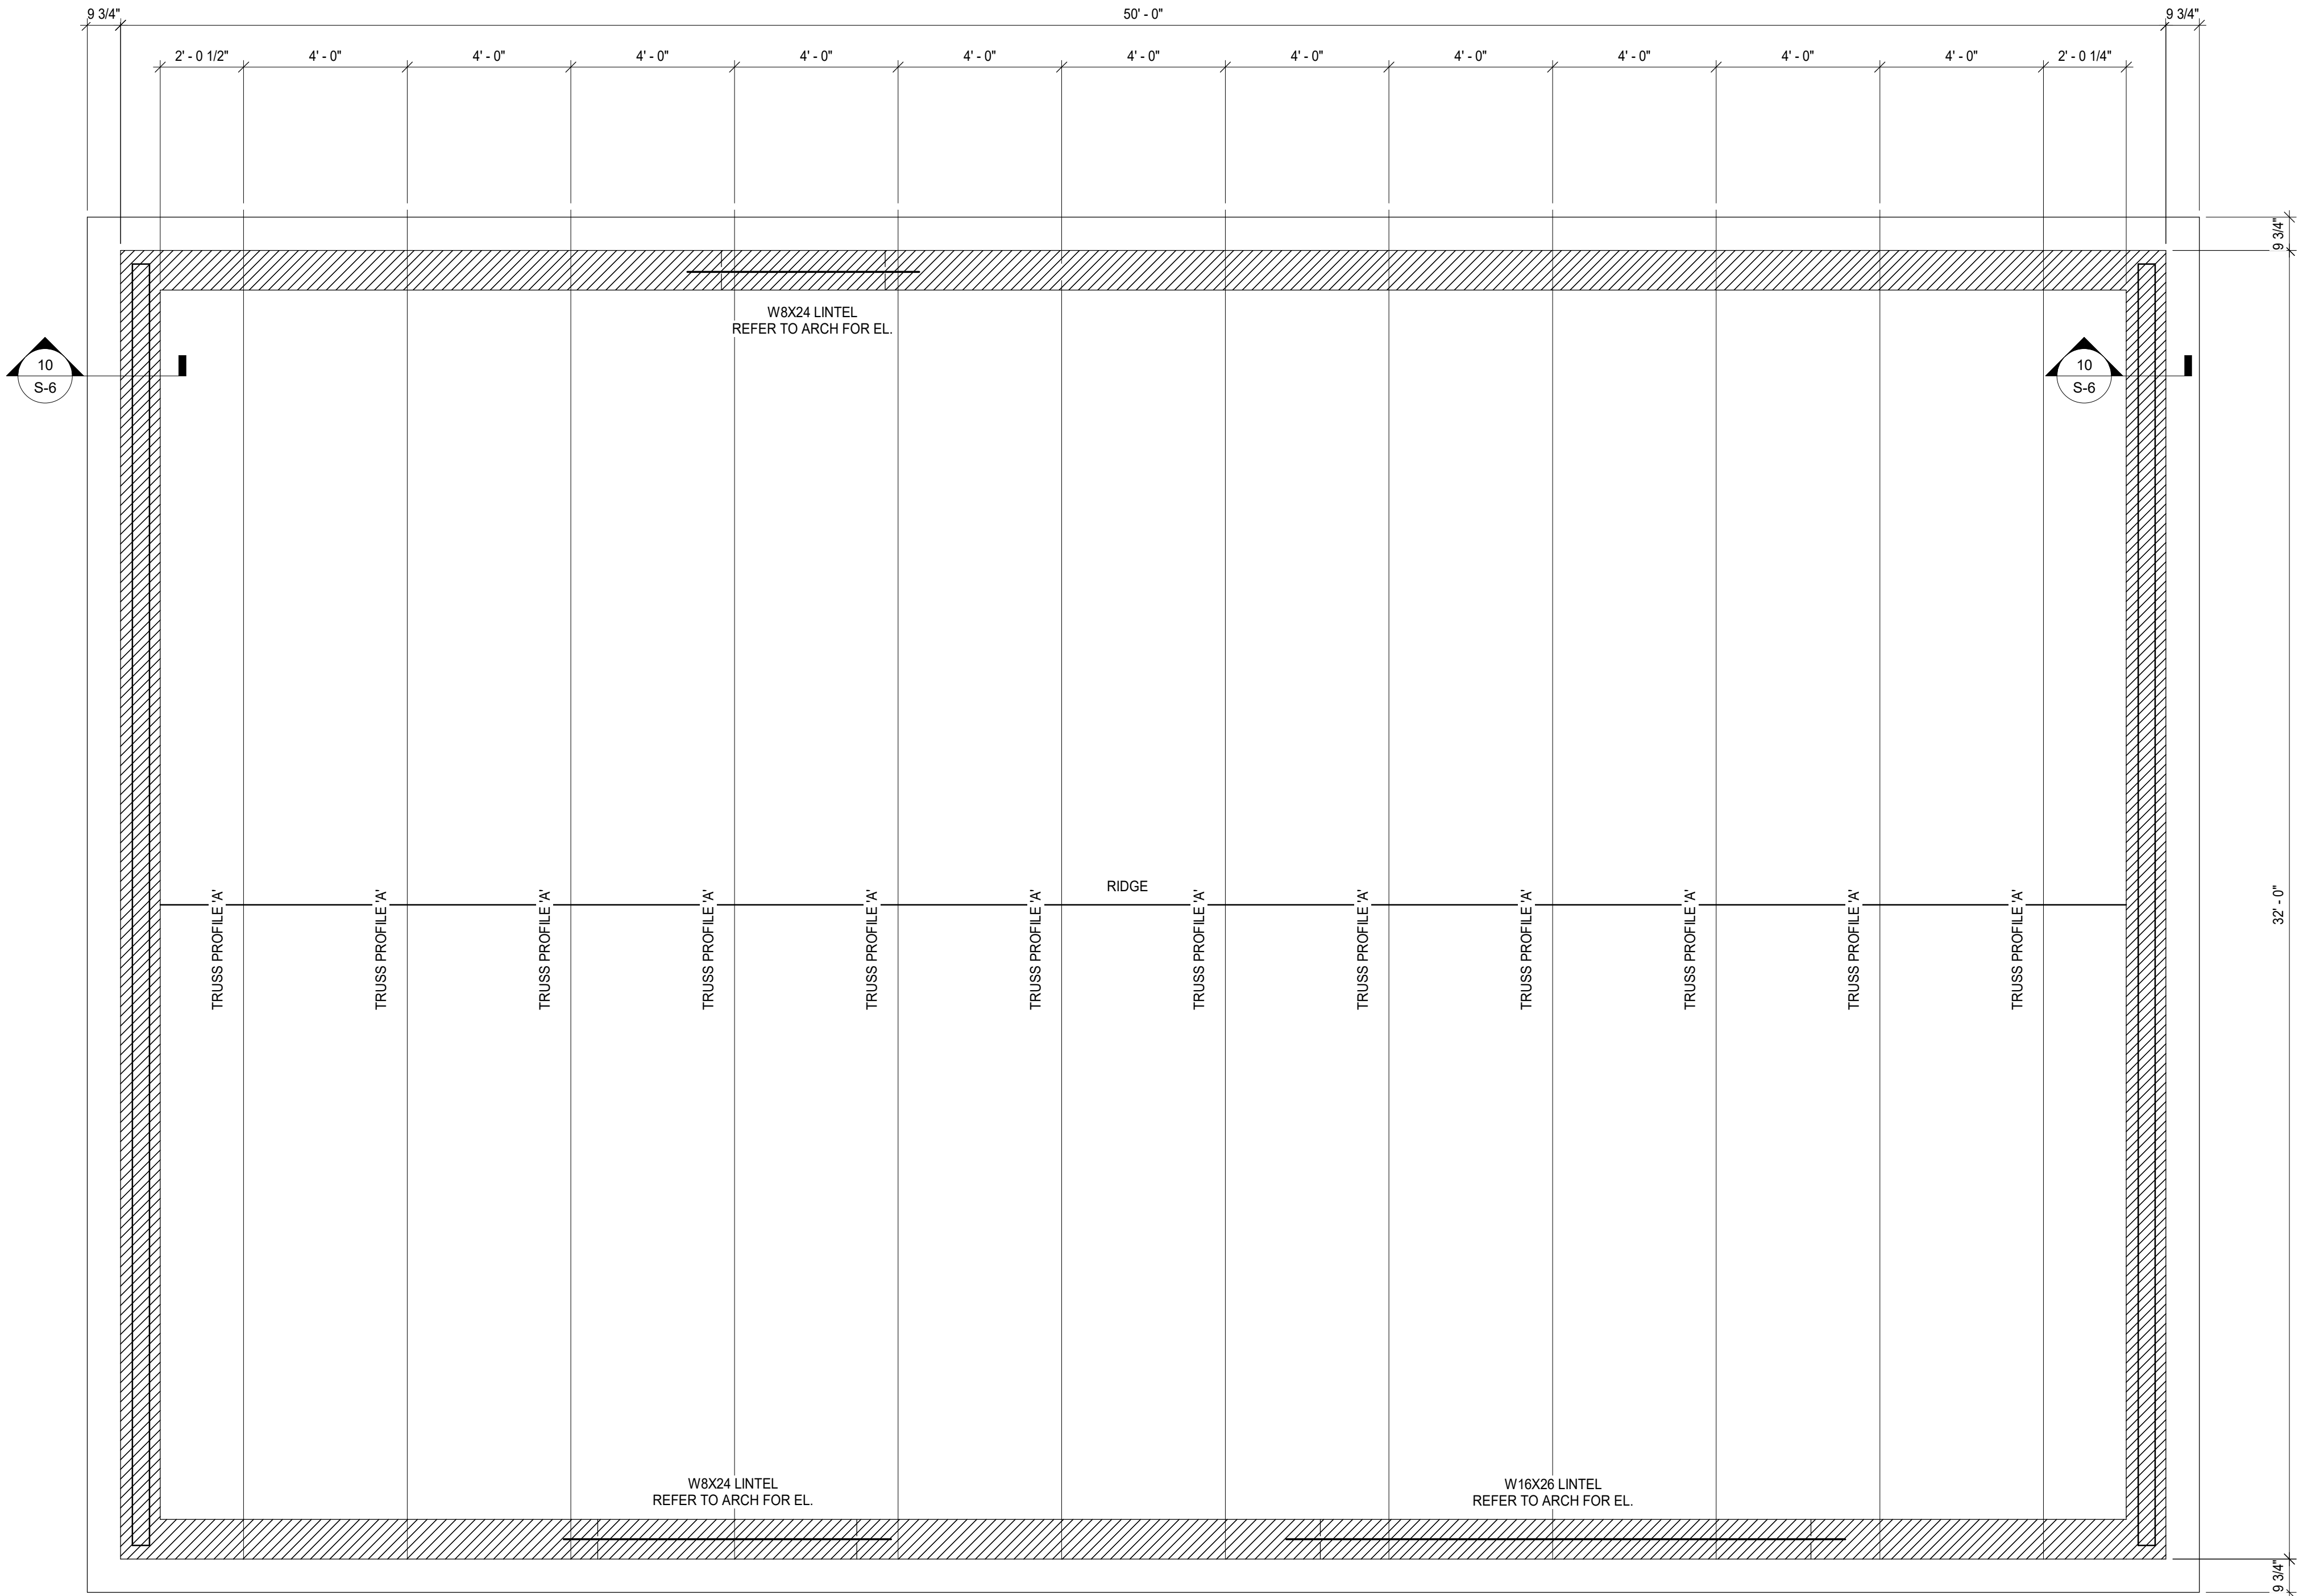 9 3/4"
50' - 0"
9 3/4"
2' - 0 1/2"
4' - 0"
4' - 0"
4' - 0"
4' - 0"
4' - 0"
4' - 0"
4' - 0"
4' - 0"
4' - 0"
4' - 0"
4' - 0"
2' - 0 1/4"
9 3/4"
W8X24 LINTEL
REFER TO ARCH FOR EL.
10
S-6
10
S-6
RIDGE
TRUSS PROFILE 'A'
TRUSS PROFILE 'A'
TRUSS PROFILE 'A'
TRUSS PROFILE 'A'
TRUSS PROFILE 'A'
TRUSS PROFILE 'A'
TRUSS PROFILE 'A'
TRUSS PROFILE 'A'
TRUSS PROFILE 'A'
TRUSS PROFILE 'A'
TRUSS PROFILE 'A'
TRUSS PROFILE 'A'
32' - 0"
W8X24 LINTEL
REFER TO ARCH FOR EL.
W16X26 LINTEL
REFER TO ARCH FOR EL.
9 3/4"